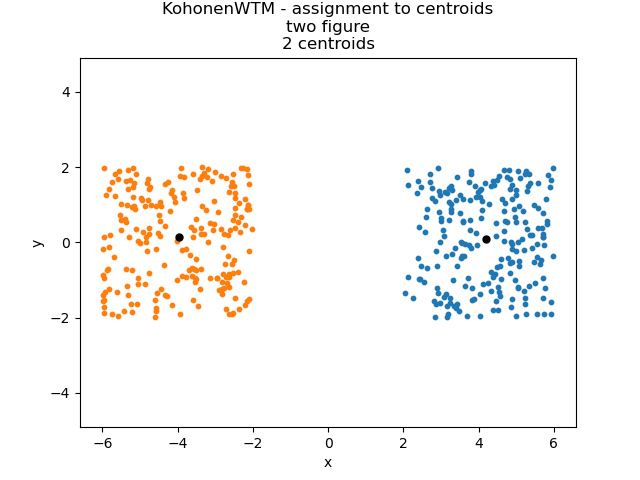 KohonenWTM - assignment to centroids
two figure
2 centroids
4
2
0
−2
−4
y
−6 −4 −2 0 2 4 6
x